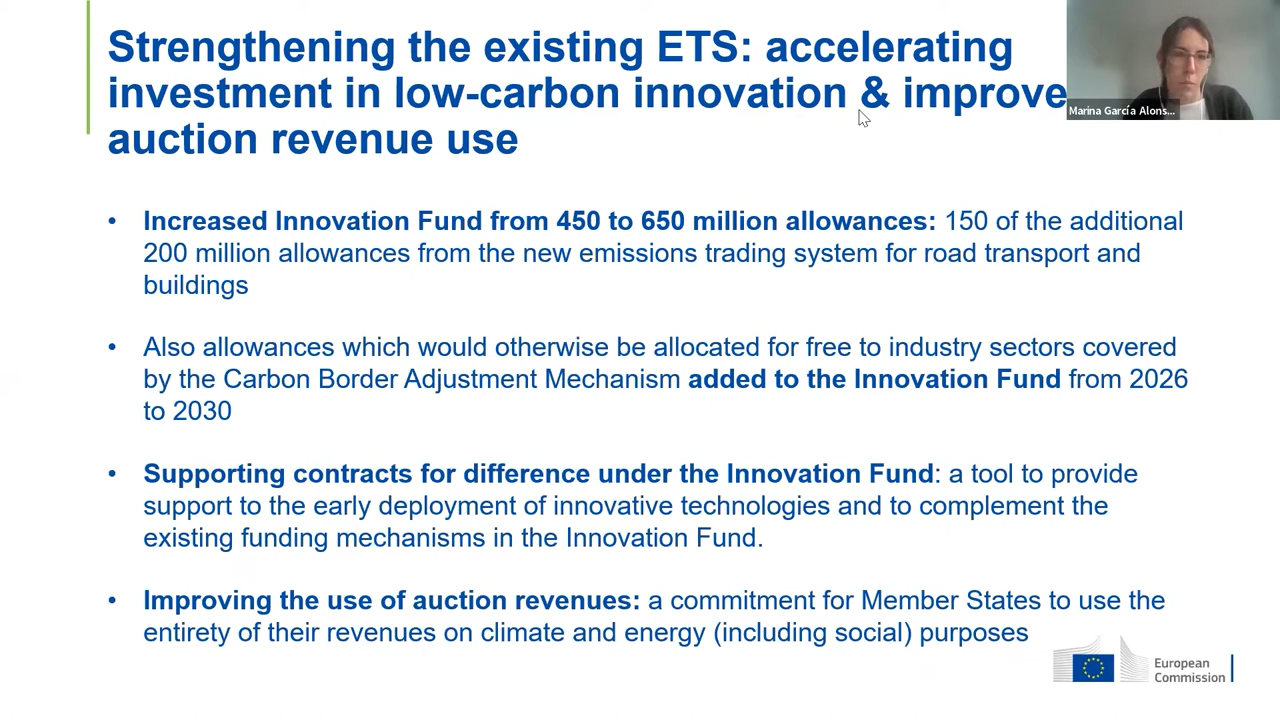 Strengthening the existing ETS: accelerating
investment in low-carbon innovation & improve
auction revenue use
Marina García Alons...
• Increased Innovation Fund from 450 to 650 million allowances: 150 of the additional
200 million allowances from the new emissions trading system for road transport and
buildings
• Also allowances which would otherwise be allocated for free to industry sectors covered
by the Carbon Border Adjustment Mechanism added to the Innovation Fund from 2026
to 2030
• Supporting contracts for difference under the Innovation Fund: a tool to provide
support to the early deployment of innovative technologies and to complement the
existing funding mechanisms in the Innovation Fund.
• Improving the use of auction revenues: a commitment for Member States to use the
entirety of their revenues on climate and energy (including social) purposes
European
Commission